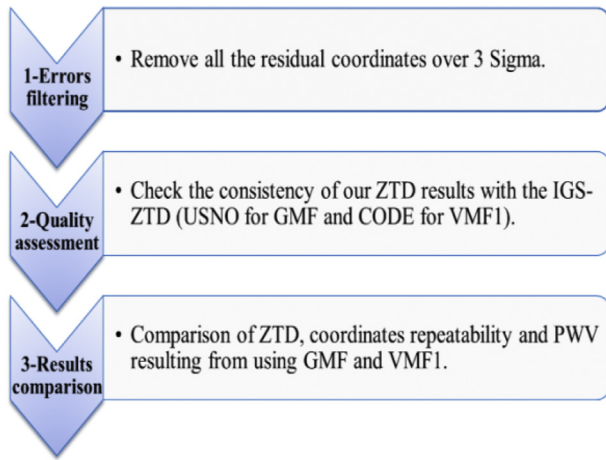 1-Errors
filtering
• Remove all the residual coordinates over 3 Sigma.
2-Quality
assessment
• Check the consistency of our ZTD results with the IGS-
ZTD (USNO for GMF and CODE for VMF1).
3-Results
comparison
• Comparison of ZTD, coordinates repeatability and PWV
resulting from using GMF and VMF1.